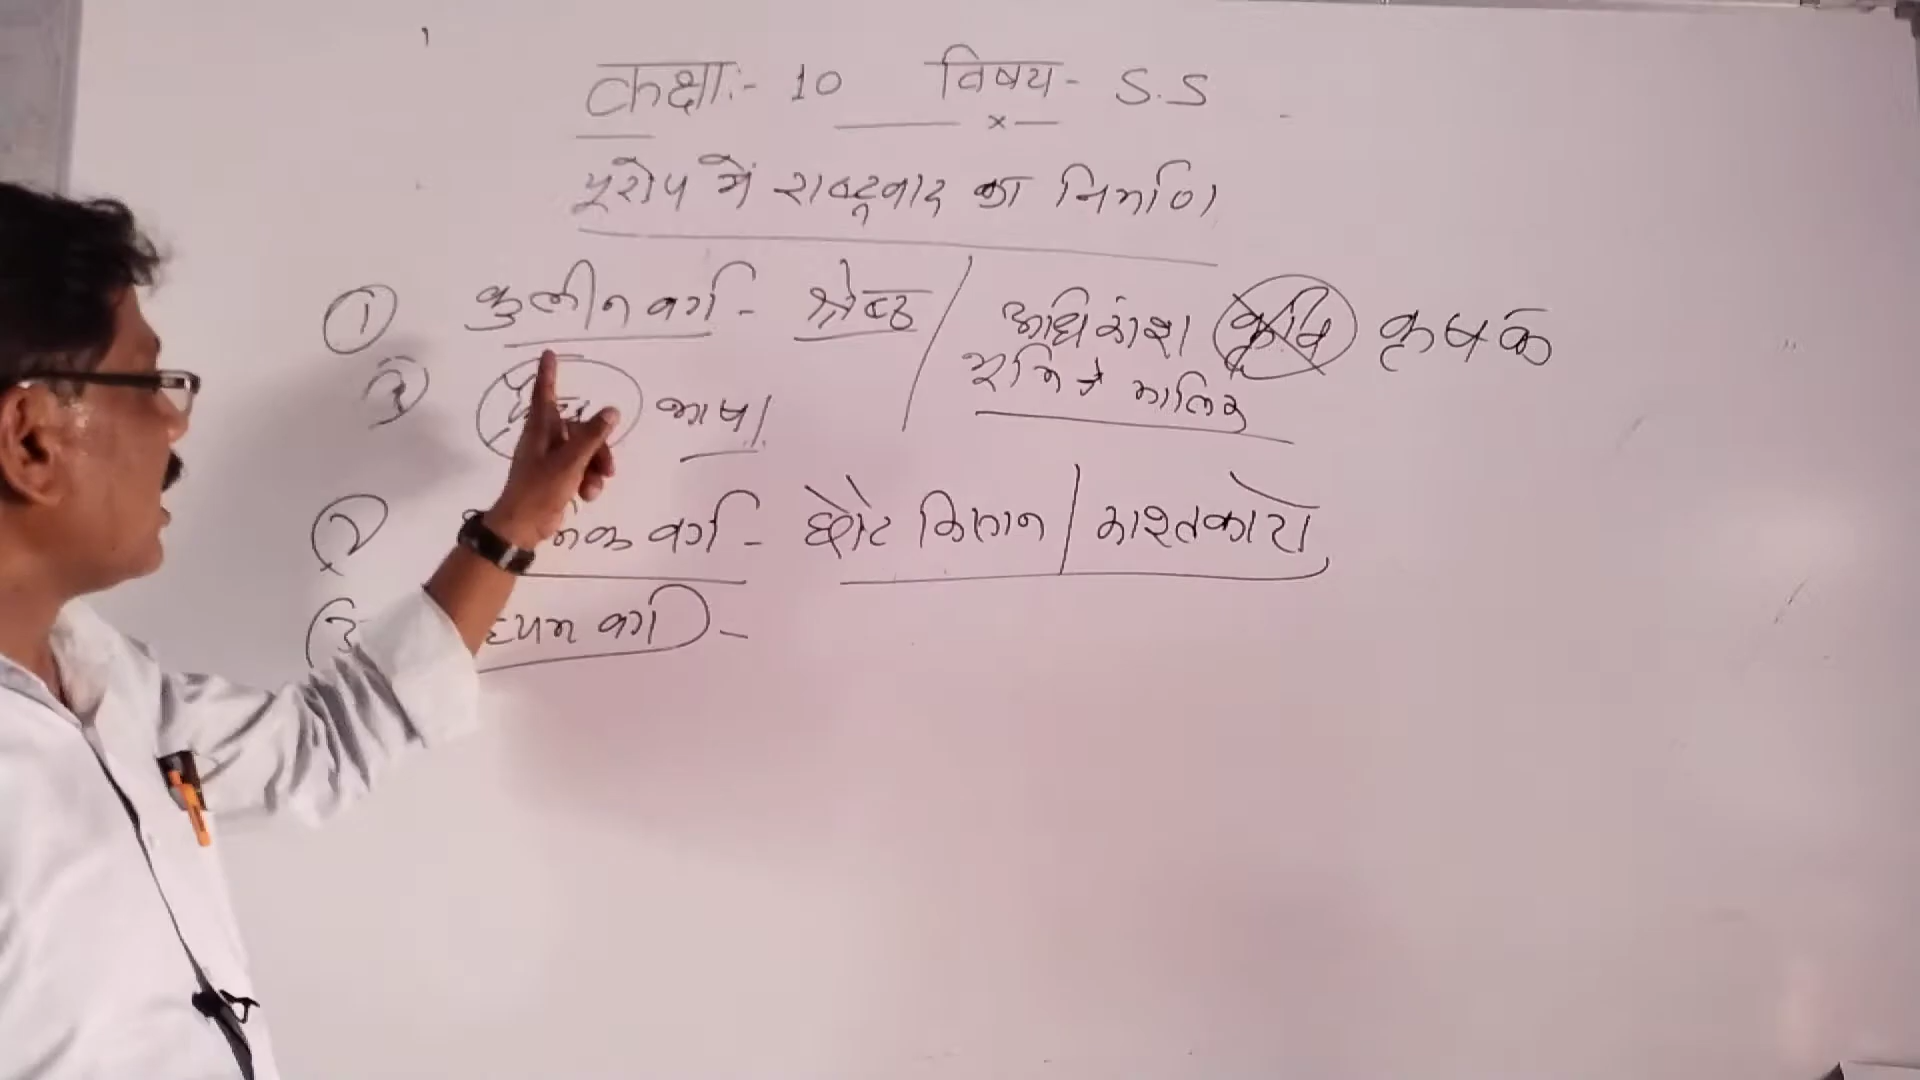 कक्षा:- 10 विषय- S.S
यूरोप में राष्ट्रवाद का निर्माण
① कुलीन वर्ग - श्रेष्ठ / अधिकांश कृषक
भूमि के मालिक
भाषा
② वर्ग - छोटे किसान / काश्तकारो
③ वर्ग -